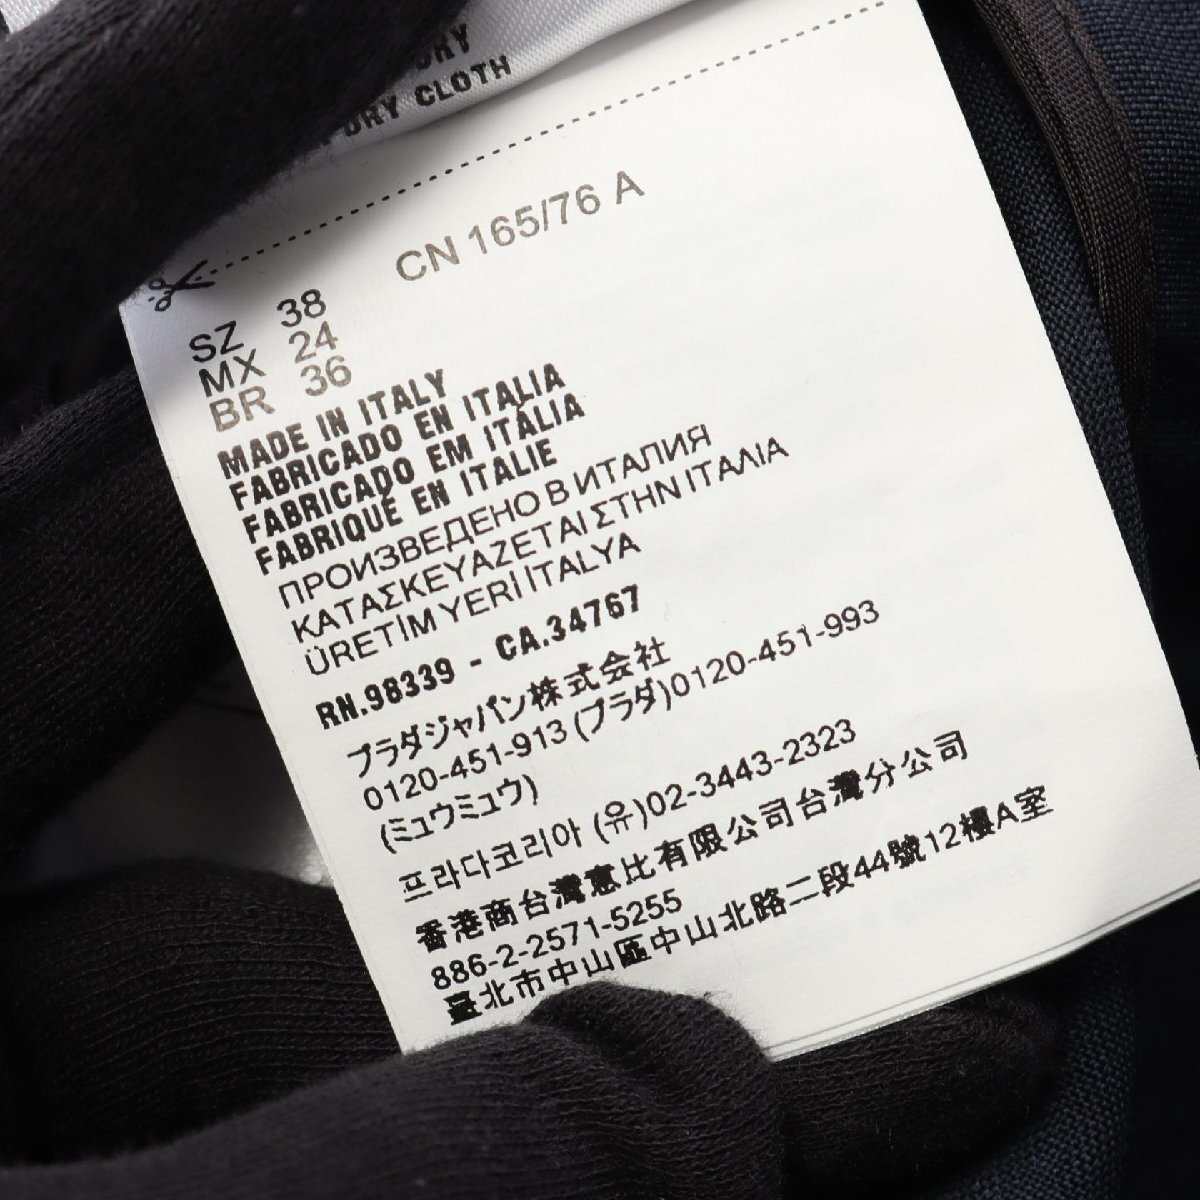 DRY
DRY CLOTH
CN 165/76 A
SZ 38
MX 24
BR 36
MADE IN ITALY
FABRICADO EN ITALIA
FABRICADO EM ITÁLIA
FABRIQUÉ EN ITALIE
ПРОИЗВЕДЕНО В ИТАЛИЯ
ΚΑΤΑΣΚΕΥΑΖΕΤΑΙ ΣΤΗΝ ΙΤΑΛΙΑ
ÜRETİM YERİ İTALYA
RN.98339 - CA.34767
プラダジャパン株式会社
0120-451-913 (プラダ)0120-451-993
(ミュウミュウ)
프라다코리아 (유)02-3443-2323
香港商台灣惠比有限公司台灣分公司
886-2-2571-5255
臺北市中山區中山北路二段44號12樓A室